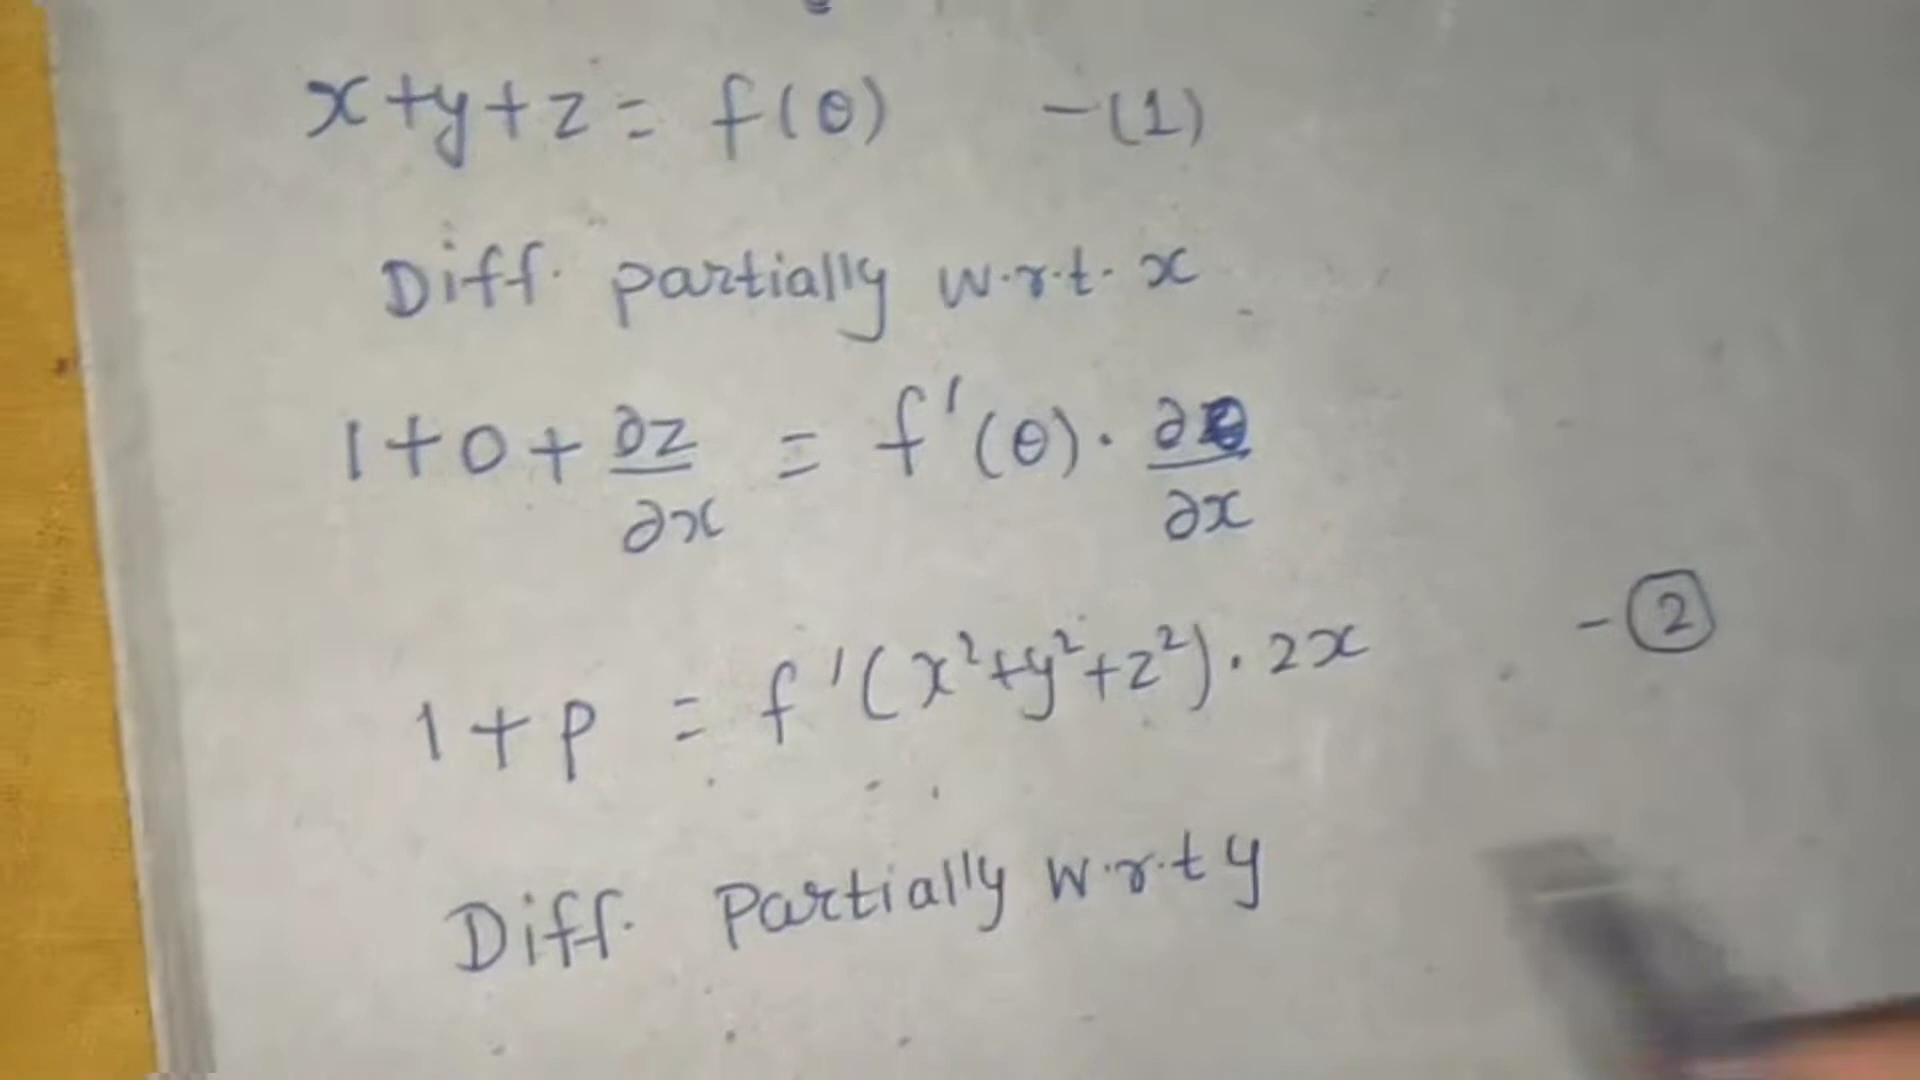 x+y+z = f(θ) -(1)
Diff. partially w.r.t. x
1+0+ ∂z/∂x = f'(θ). ∂θ/∂x
1+p = f'(x²+y²+z²).2x -②
Diff. Partially w.r.t y